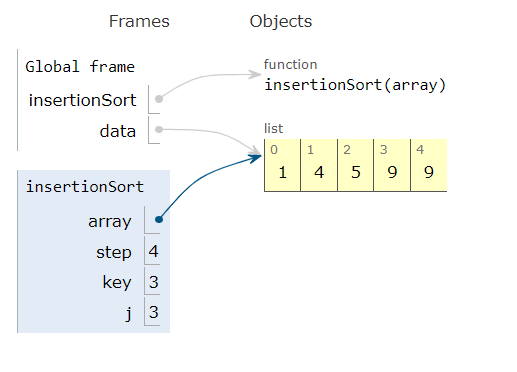 Frames Objects
Global frame
insertionSort
data
function
insertionSort(array)
list
0 1 2 3 4
1 4 5 9 9
insertionSort
array
step 4
key 3
j 3